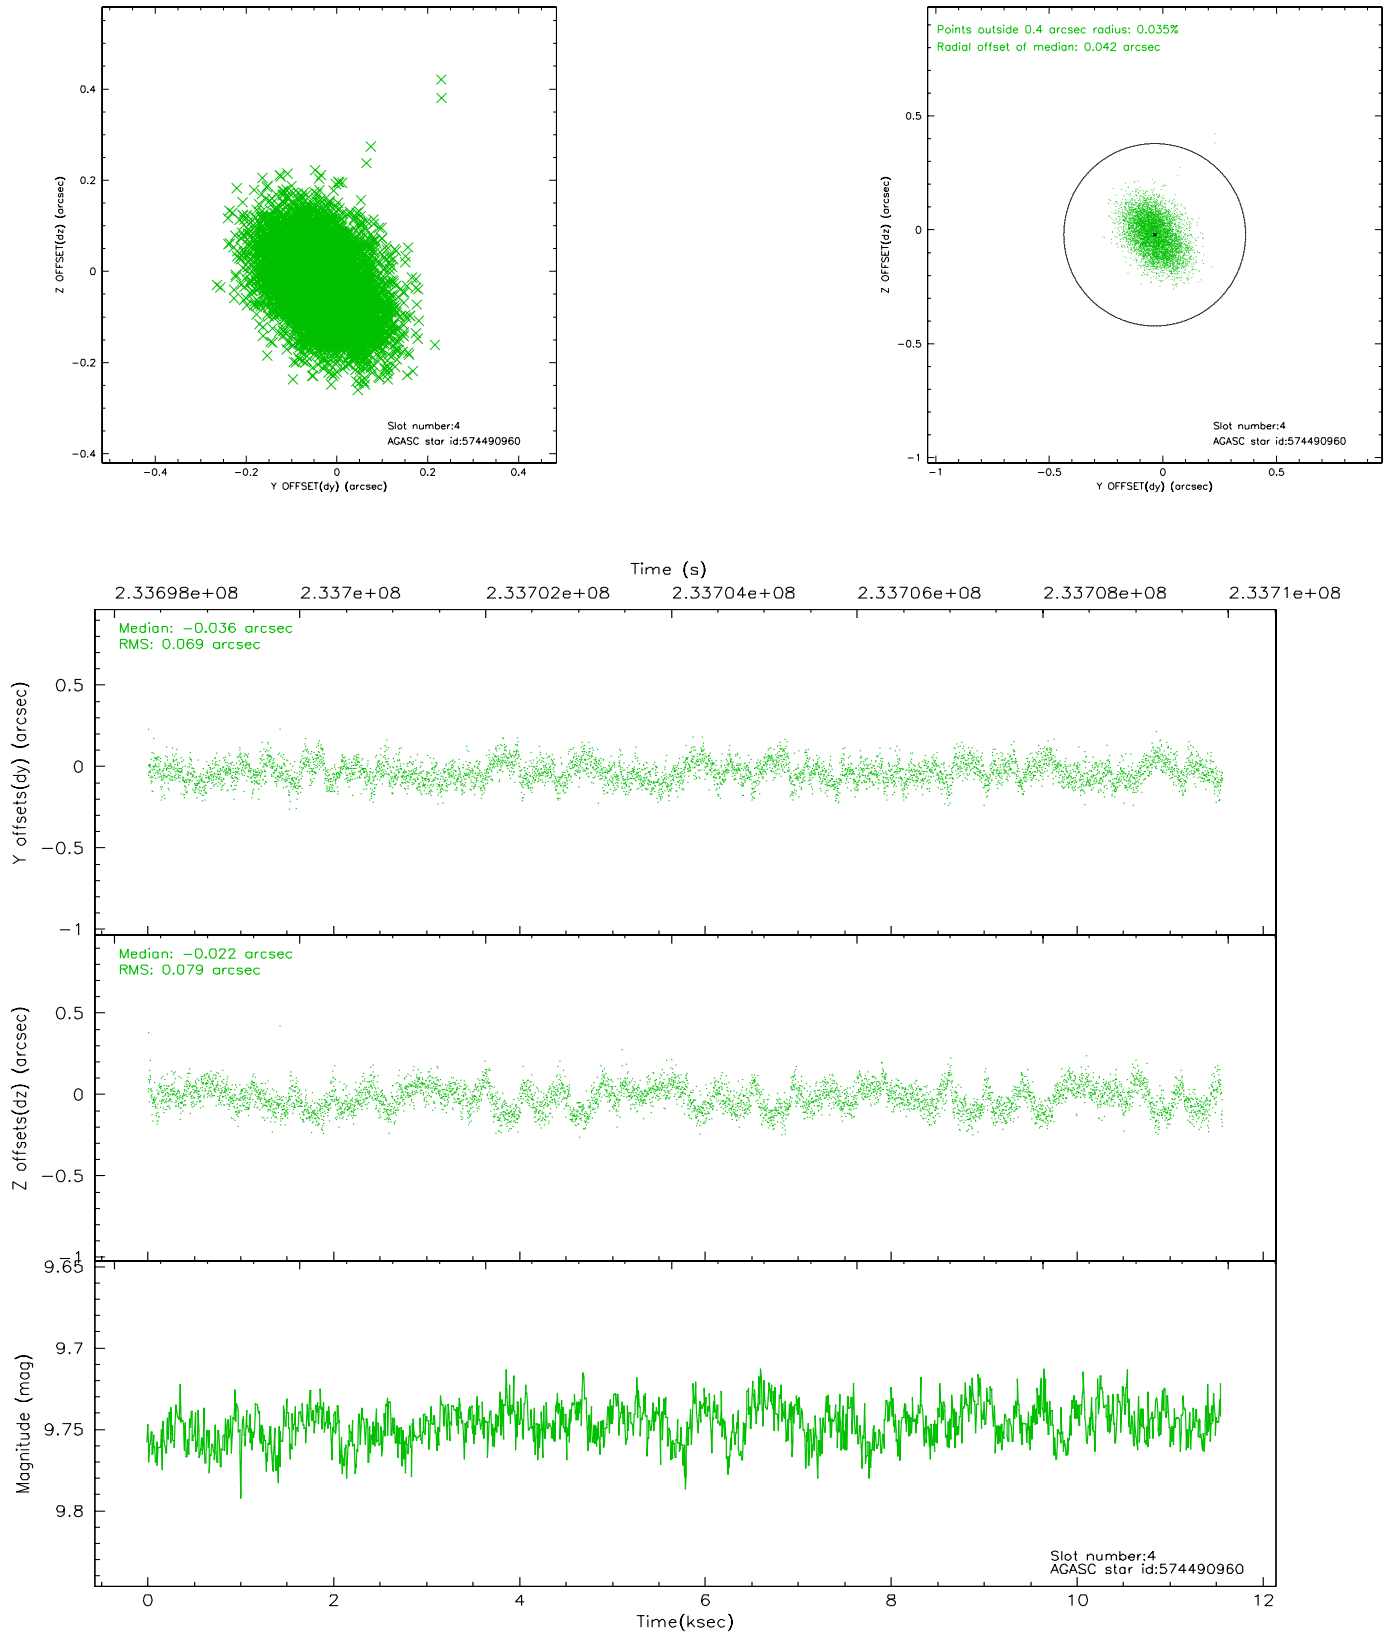 0.4
0.2
0
−0.2
−0.4
Z OFFSET(dz) (arcsec)
Slot number:4
AGASC star id:574490960
−0.4 −0.2 0 0.2 0.4
Y OFFSET(dy) (arcsec)
Points outside 0.4 arcsec radius: 0.035%
Radial offset of median: 0.042 arcsec
0.5
0
−0.5
−1
Z OFFSET(dz) (arcsec)
Slot number:4
AGASC star id:574490960
−1 −0.5 0 0.5
Y OFFSET(dy) (arcsec)
Time (s)
2.33698e+08 2.337e+08 2.33702e+08 2.33704e+08 2.33706e+08 2.33708e+08 2.3371e+08
Median: −0.036 arcsec
RMS: 0.069 arcsec
0.5
0
−0.5
−1
Y offsets(dy) (arcsec)
Median: −0.022 arcsec
RMS: 0.079 arcsec
0.5
0
−0.5
−1
Z offsets(dz) (arcsec)
9.65
9.7
9.75
9.8
Magnitude (mag)
Slot number:4
AGASC star id:574490960
0 2 4 6 8 10 12
Time(ksec)